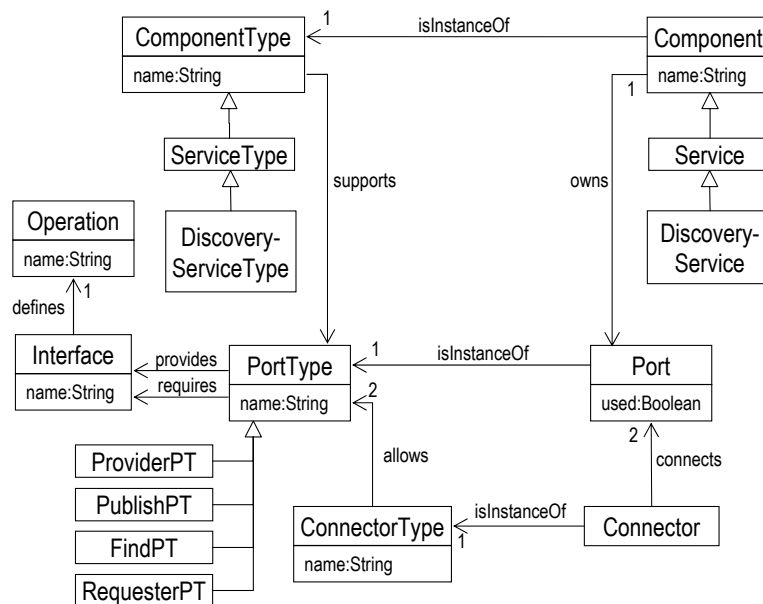 1
isInstanceOf
ComponentType
name:String
Component
name:String
1
ServiceType
Service
supports
owns
Discovery-
ServiceType
Discovery-
Service
Operation
name:String
1
defines
Interface
name:String
provides
requires
PortType
name:String
1
isInstanceOf
2
Port
used:Boolean
2
connects
allows
ProviderPT
PublishPT
FindPT
RequesterPT
ConnectorType
name:String
isInstanceOf
1
Connector